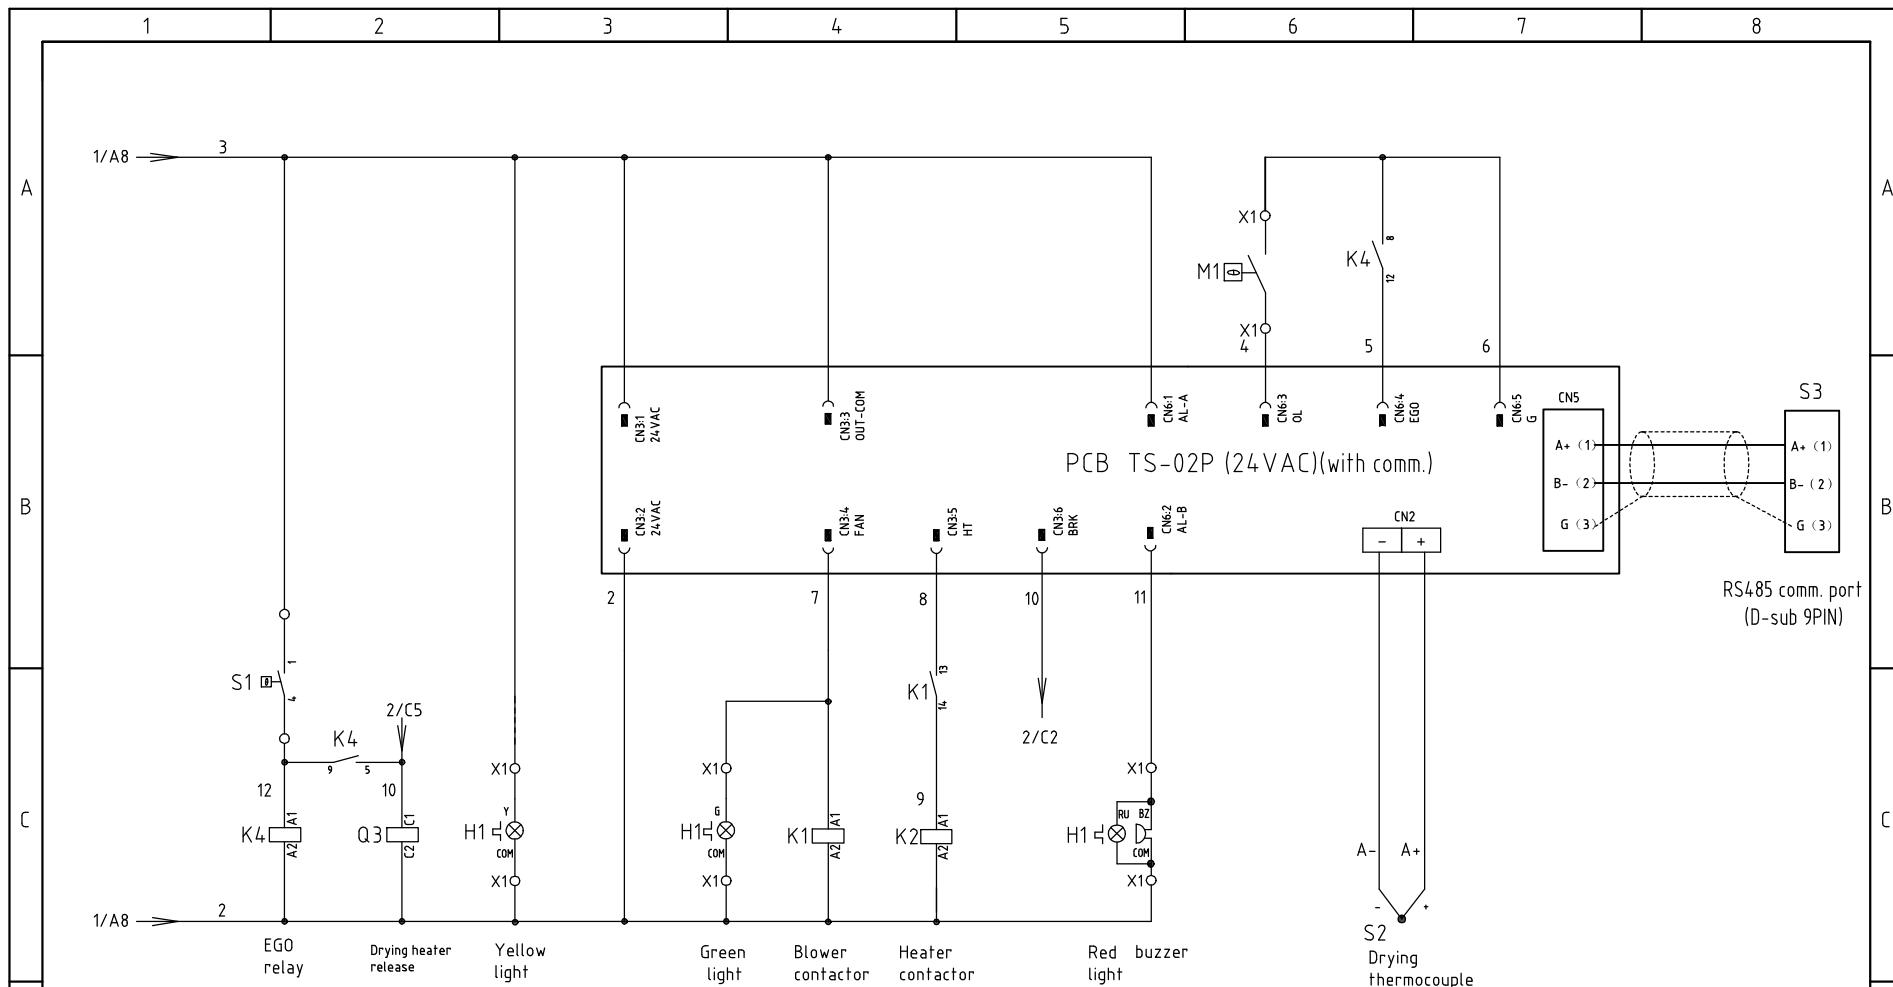 1 2 3 4 5 6 7 8
A A
1/A8 3
X1
M1 θ
K4 8 12
X1
4 5 6
B B
CN3:1 24VAC
CN3:3 OUT-COM
CN6:1 AL-A
CN6:3 OL
CN6:4 EGO
CN6:5 G
CN5
S3
A+ (1) A+ (1)
B- (2) B- (2)
G (3) G (3)
PCB TS-02P (24VAC)(with comm.)
CN3:2 24VAC
CN3:4 FAN
CN3:5 HT
CN3:6 BRK
CN6:2 AL-B
CN2
- +
RS485 comm. port
(D-sub 9PIN)
2 7 8 10 11
S1 1 4
K1 13 14
2/C5
2/C2
K4 9 5
C C
12 10 9
X1 X1 X1
K4 A1 A2
Q3 C1 C2
H1 Y COM
H1 G COM
K1 A1 A2
K2 A1 A2
H1 RU BZ COM
X1 X1 X1
A- A+
- +
S2
1/A8 2
EGO
relay
Drying heater
release
Yellow
light
Green
light
Blower
contactor
Heater
contactor
Red
light
buzzer
Drying
thermocouple